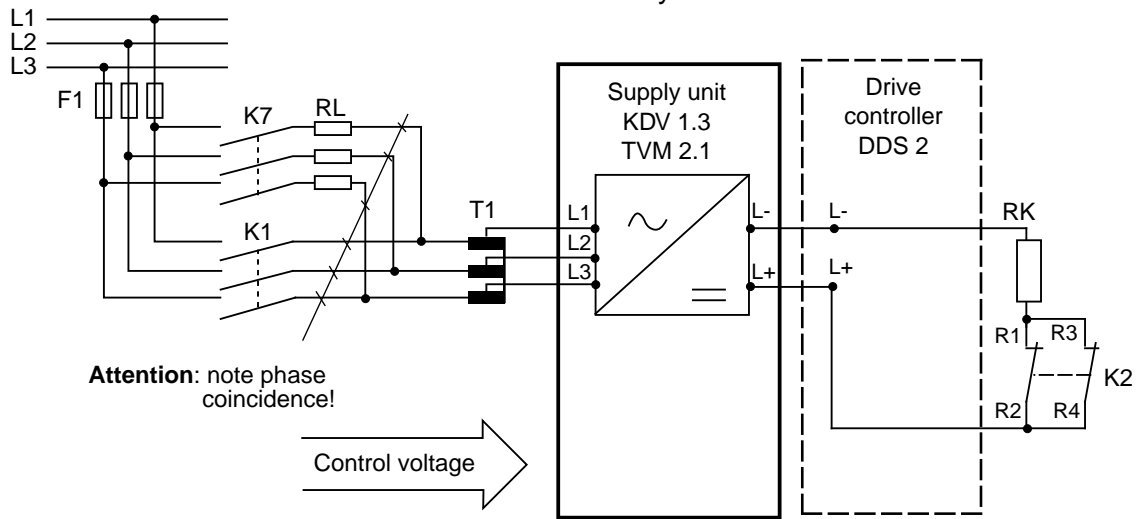 L1
L2
L3
F1
K7
RL
K1
T1
Attention: note phase
coincidence!
Control voltage
Supply unit
KDV 1.3
TVM 2.1
L1
L2
L3
L-
L+
Drive
controller
DDS 2
L-
L+
RK
R1
R3
K2
R2
R4